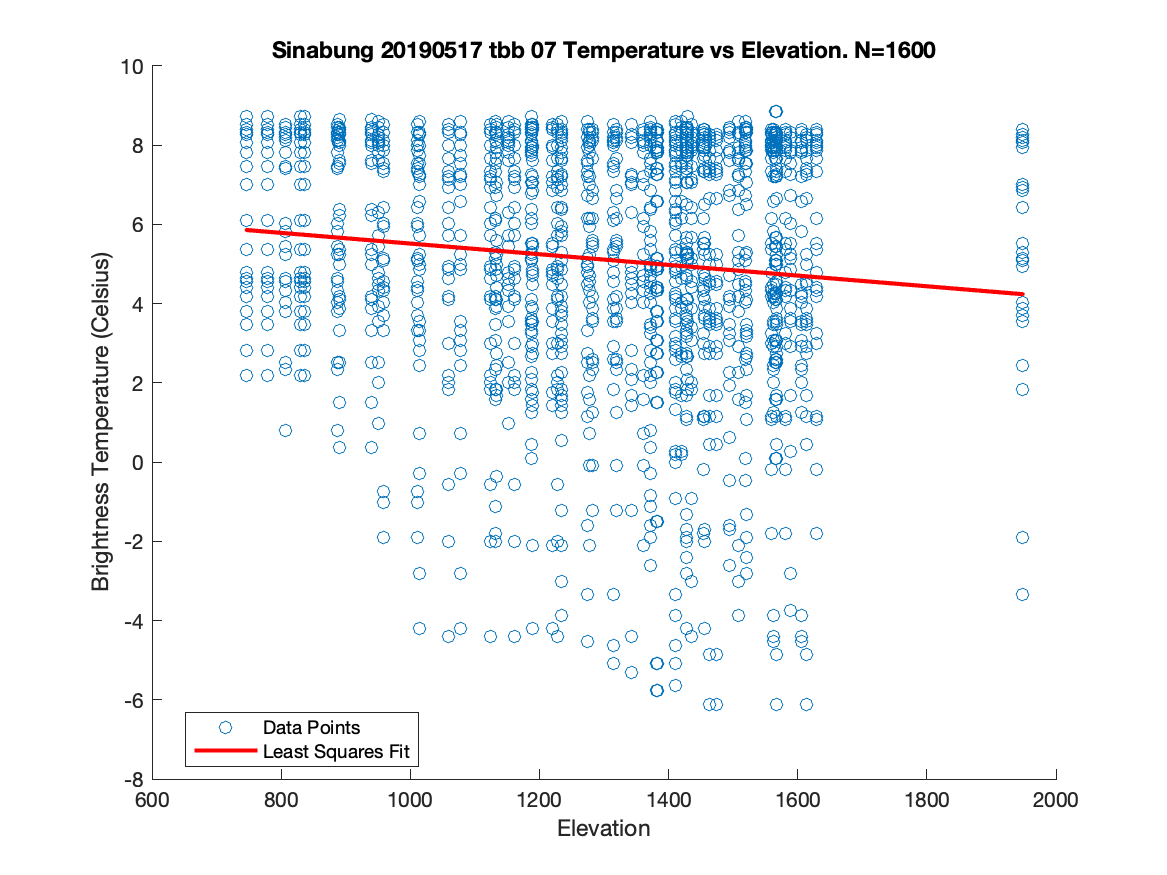 Sinabung 20190517 tbb 07 Temperature vs Elevation. N=1600
10
8
6
4
2
0
-2
-4
-6
-8
Brightness Temperature (Celsius)
Data Points
Least Squares Fit
600 800 1000 1200 1400 1600 1800 2000
Elevation